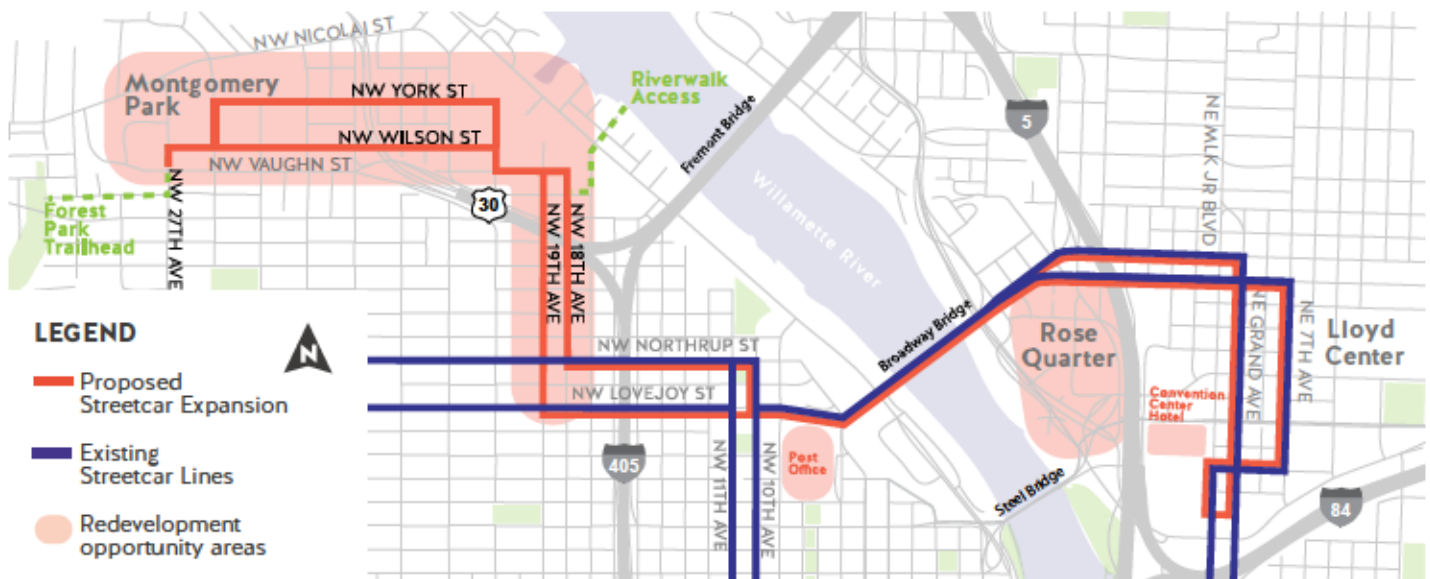 NW NICOLAI ST
Montgomery
Park
NW YORK ST
NW WILSON ST
NW VAUGHN ST
30
Riverwalk
Access
Fremont Bridge
5
NE MLK JR BLVD
Willamette River
Forest
Park
Trailhead
NW 27TH AVE
NW 19TH AVE
NW 18TH AVE
Broadway Bridge
Rose
Quarter
NE GRAND AVE
NE 7TH AVE
Lloyd
Center
NW NORTHRUP ST
NW LOVEJOY ST
Convention
Center
Hotel
Post
Office
405
NW 11TH AVE
NW 10TH AVE
Steel Bridge
84
LEGEND
N
Proposed
Streetcar Expansion
Existing
Streetcar Lines
Redevelopment
opportunity areas